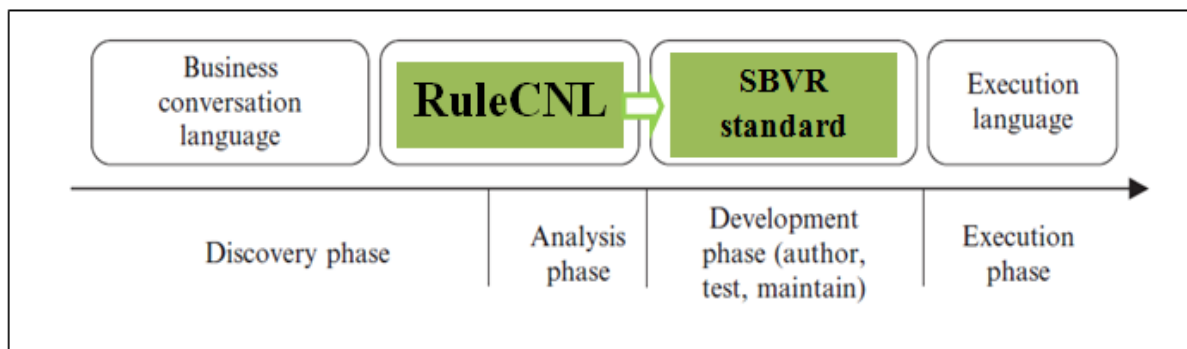 Business
conversation
language
RuleCNL
SBVR
standard
Execution
language
Discovery phase
Analysis
phase
Development
phase (author,
test, maintain)
Execution
phase